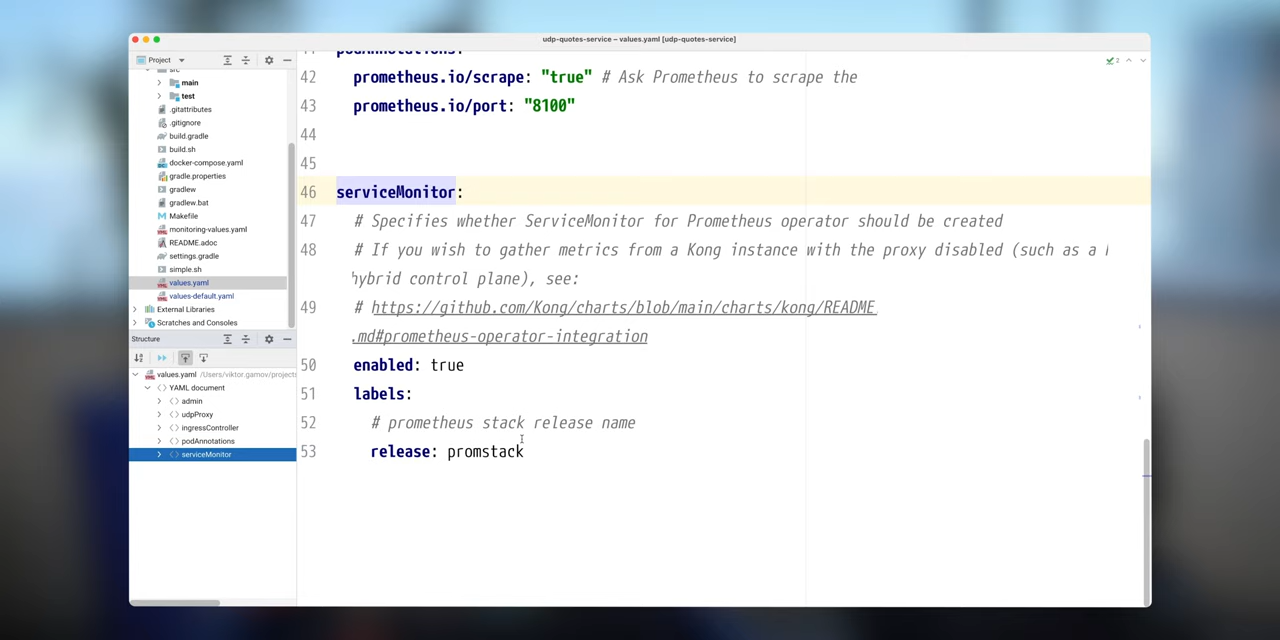 udp-quotes-service – values.yaml [udp-quotes-service]
Project
main
test
.gitattributes
.gitignore
build.gradle
build.sh
docker-compose.yaml
gradle.properties
gradlew
gradlew.bat
Makefile
monitoring-values.yaml
README.adoc
settings.gradle
simple.sh
values.yaml
values-default.yaml
External Libraries
Scratches and Consoles
Structure
values.yaml /Users/viktor.gamov/projects
YAML document
admin
udpProxy
ingressController
podAnnotations
serviceMonitor
podAnnotations:
42 prometheus.io/scrape: "true" # Ask Prometheus to scrape the
43 prometheus.io/port: "8100"
44
45
46 serviceMonitor:
47 # Specifies whether ServiceMonitor for Prometheus operator should be created
48 # If you wish to gather metrics from a Kong instance with the proxy disabled (such as a
hybrid control plane), see:
49 # https://github.com/Kong/charts/blob/main/charts/kong/README
.md#prometheus-operator-integration
50 enabled: true
51 labels:
52 # prometheus stack release name
53 release: promstack
2